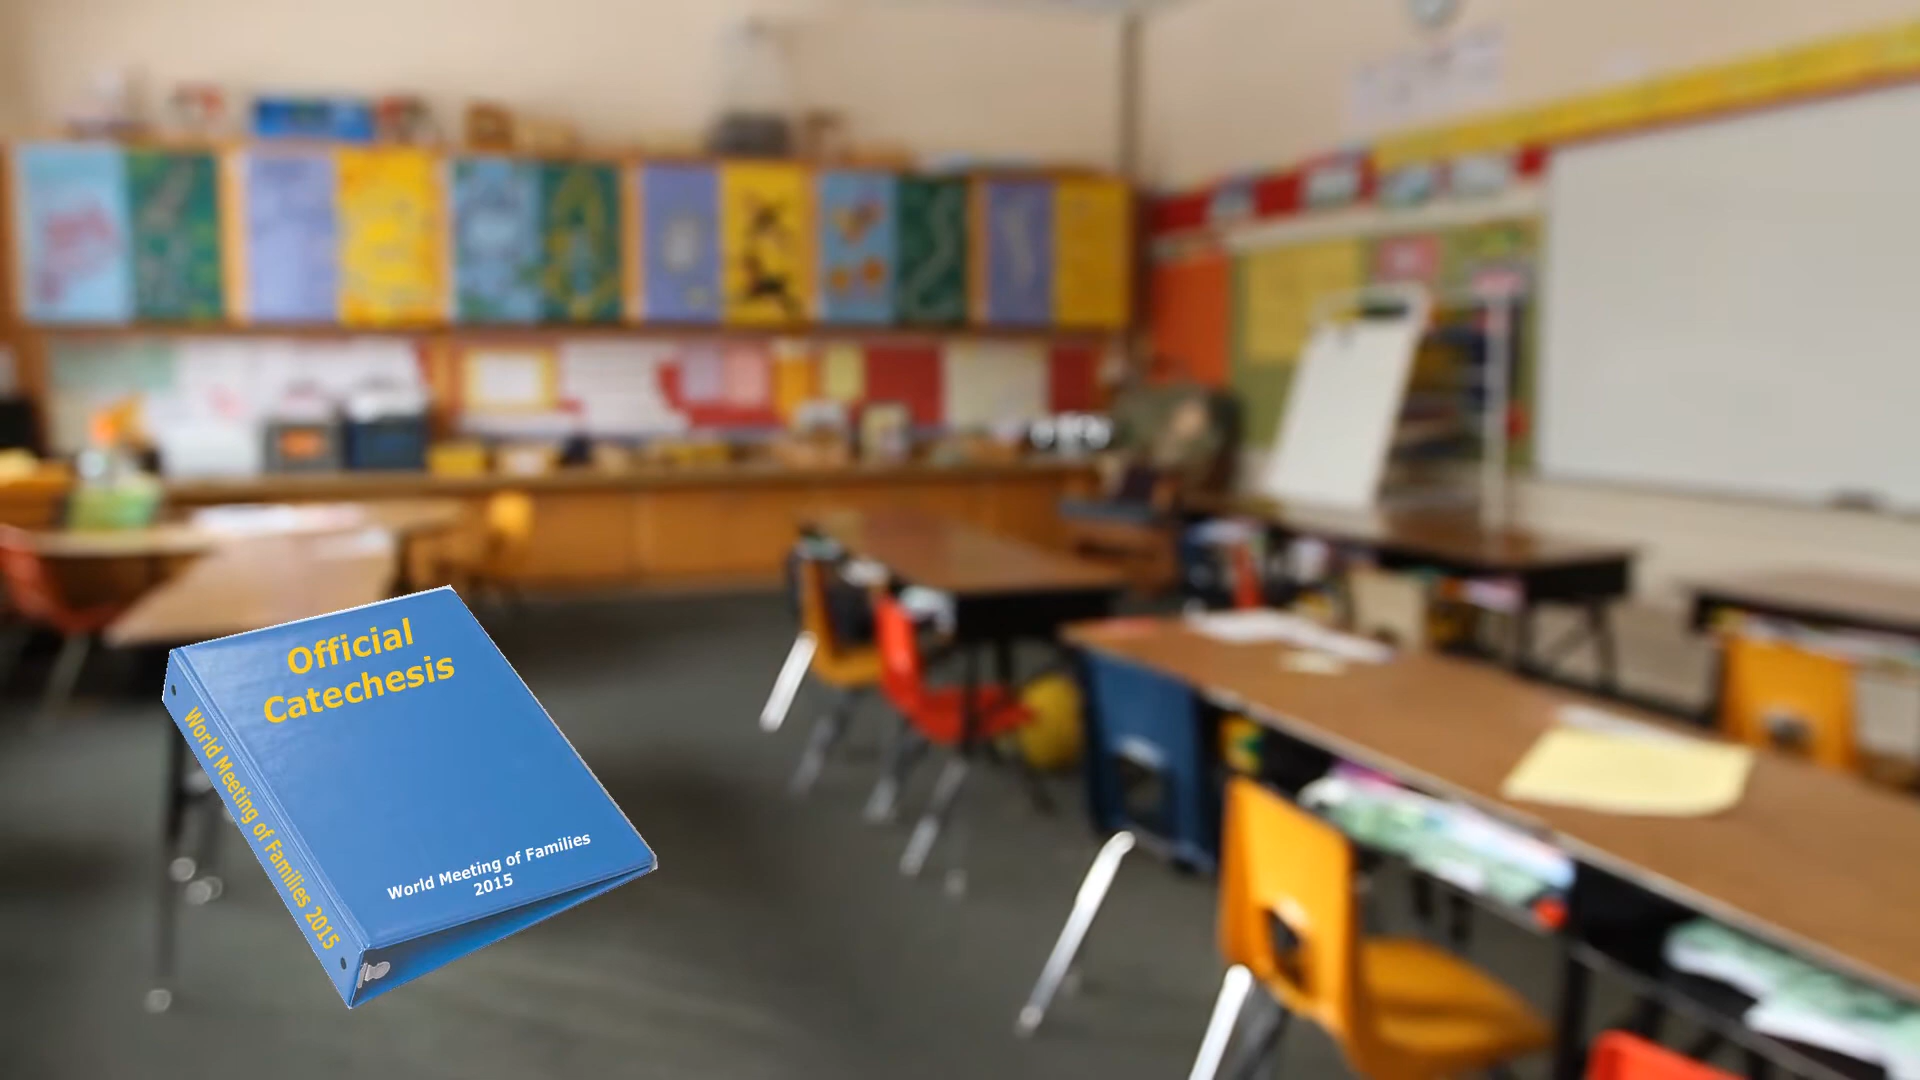 Official
Catechesis
World Meeting of Families
2015
World Meeting of Families 2015